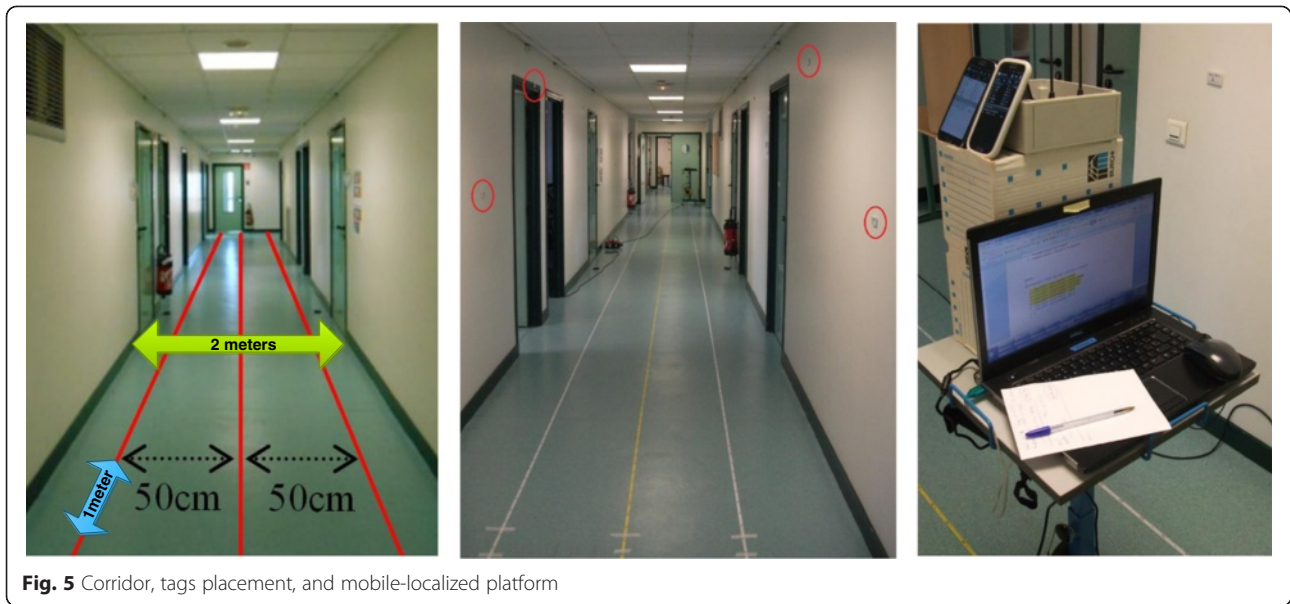 2 meters
1meter
50cm
50cm
Fig. 5 Corridor, tags placement, and mobile-localized platform